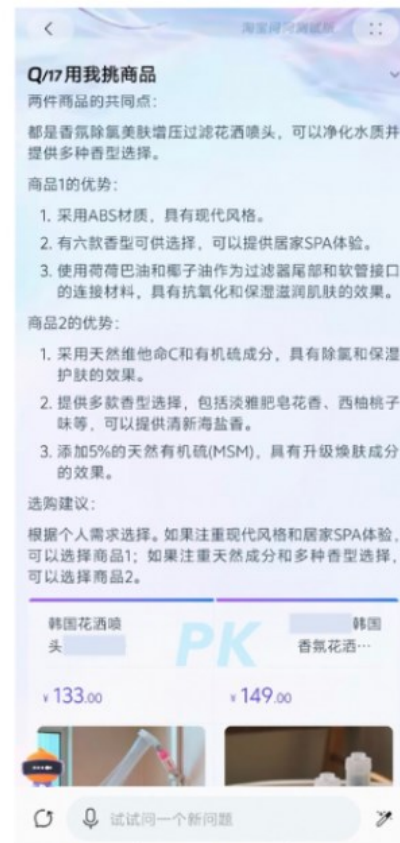 淘宝问问测试版
Q/17用我挑商品
两件商品的共同点：
都是香氛除氯美肤增压过滤花洒喷头，可以净化水质并
提供多种香型选择。
商品1的优势：
1. 采用ABS材质，具有现代风格。
2. 有六款香型可供选择，可以提供居家SPA体验。
3. 使用荷荷巴油和椰子油作为过滤器尾部和软管接口
的连接材料，具有抗氧化和保湿滋润肌肤的效果。
商品2的优势：
1. 采用天然维他命C和有机硫成分，具有除氯和保湿
护肤的效果。
2. 提供多款香型选择，包括淡雅肥皂花香、西柚桃子
味等，可以提供清新海盐香。
3. 添加5%的天然有机硫(MSM)，具有升级焕肤成分
的效果。
选购建议：
根据个人需求选择。如果注重现代风格和居家SPA体验，
可以选择商品1；如果注重天然成分和多种香型选择，
可以选择商品2。
韩国花洒喷
头
PK
韩国
香氛花洒…
¥133.00
¥149.00
试试问一个新问题